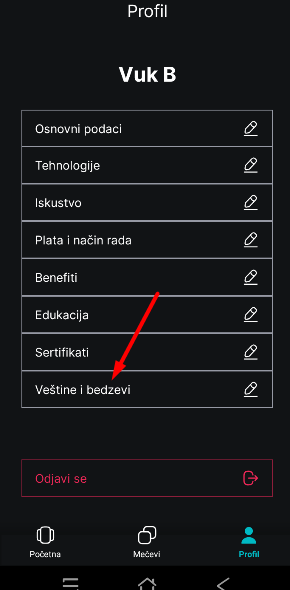 Profil
Vuk B
Osnovni podaci
Tehnologije
Iskustvo
Plata i način rada
Benefiti
Edukacija
Sertifikati
Veštine i bedzevi
Odjavi se
Početna
Mečevi
Profil